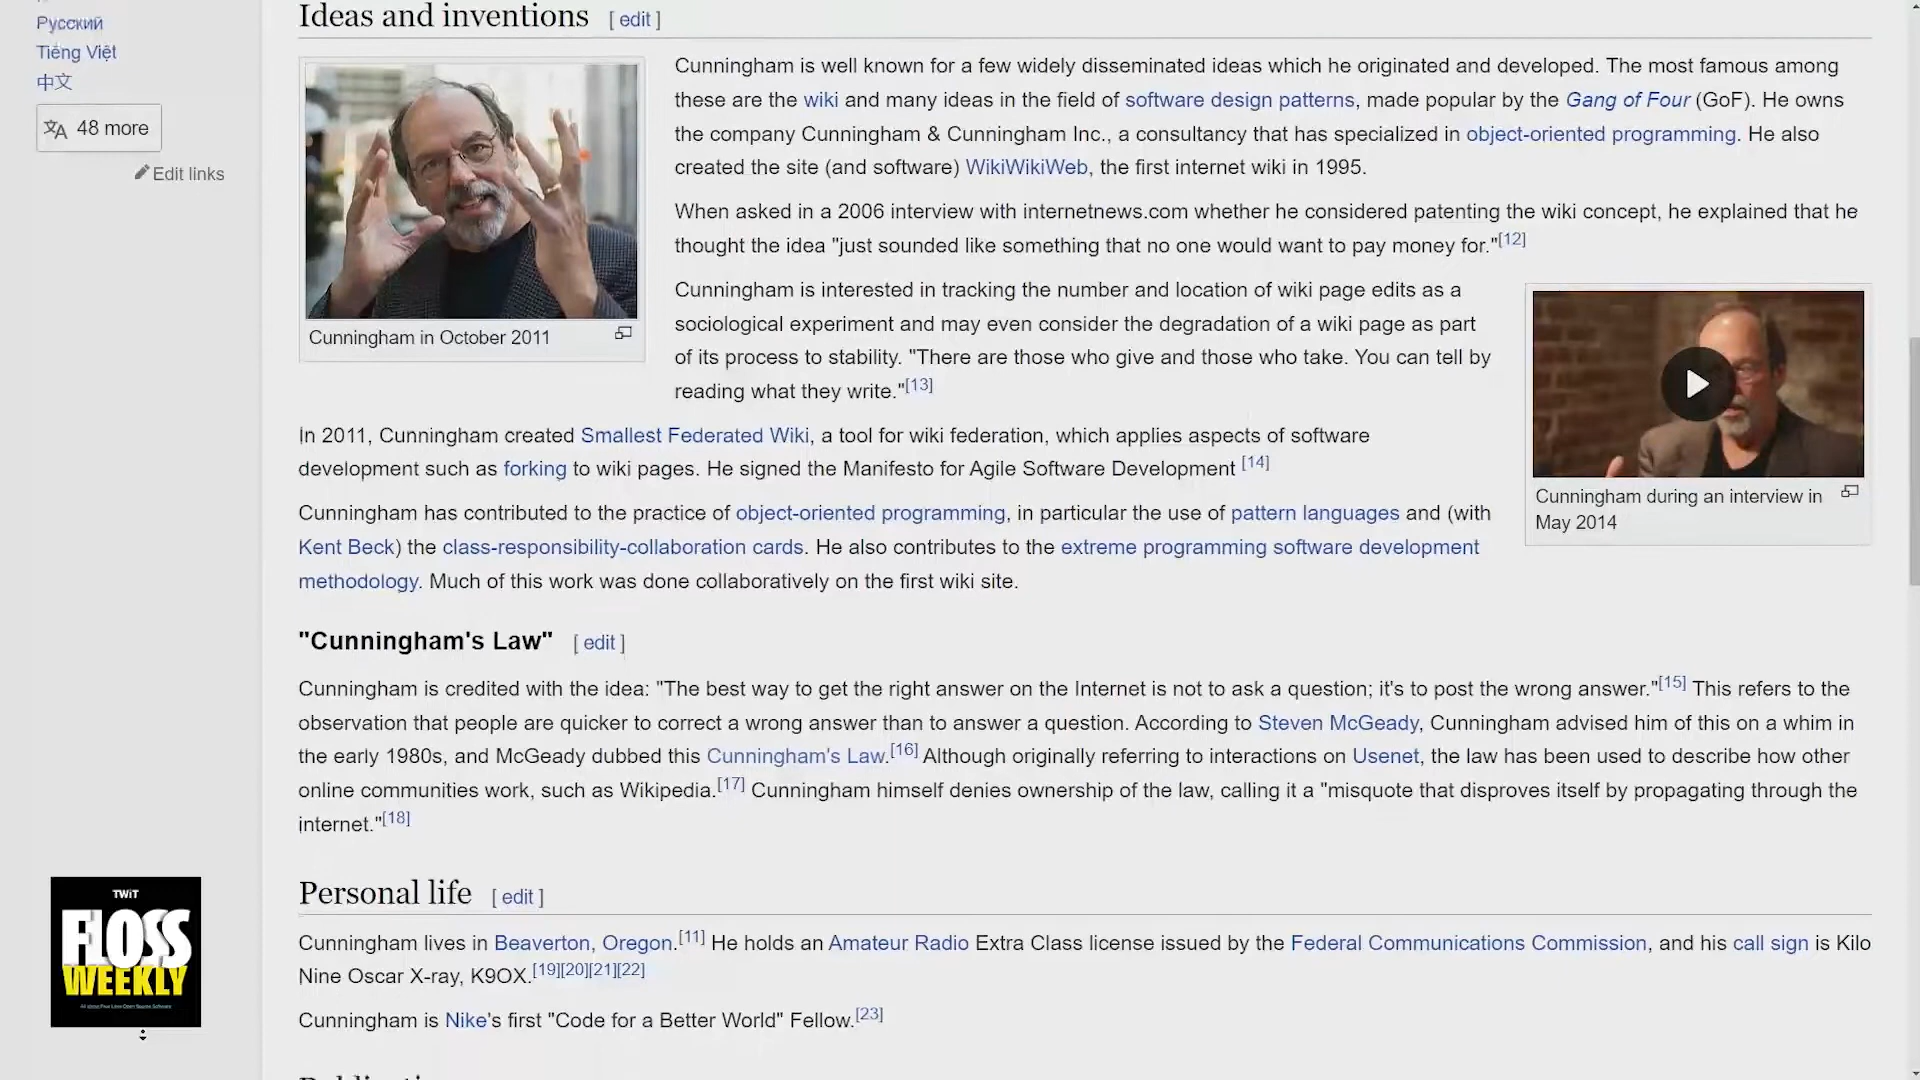 Русский
Tiếng Việt
中文
48 more
Edit links
Ideas and inventions [ edit ]
Cunningham in October 2011
Cunningham is well known for a few widely disseminated ideas which he originated and developed. The most famous among
these are the wiki and many ideas in the field of software design patterns, made popular by the Gang of Four (GoF). He owns
the company Cunningham & Cunningham Inc., a consultancy that has specialized in object-oriented programming. He also
created the site (and software) WikiWikiWeb, the first internet wiki in 1995.
When asked in a 2006 interview with internetnews.com whether he considered patenting the wiki concept, he explained that he
thought the idea "just sounded like something that no one would want to pay money for."[12]
Cunningham is interested in tracking the number and location of wiki page edits as a
sociological experiment and may even consider the degradation of a wiki page as part
of its process to stability. "There are those who give and those who take. You can tell by
reading what they write."[13]
Cunningham during an interview in
May 2014
In 2011, Cunningham created Smallest Federated Wiki, a tool for wiki federation, which applies aspects of software
development such as forking to wiki pages. He signed the Manifesto for Agile Software Development [14]
Cunningham has contributed to the practice of object-oriented programming, in particular the use of pattern languages and (with
Kent Beck) the class-responsibility-collaboration cards. He also contributes to the extreme programming software development
methodology. Much of this work was done collaboratively on the first wiki site.
"Cunningham's Law" [ edit ]
Cunningham is credited with the idea: "The best way to get the right answer on the Internet is not to ask a question; it's to post the wrong answer."[15] This refers to the
observation that people are quicker to correct a wrong answer than to answer a question. According to Steven McGeady, Cunningham advised him of this on a whim in
the early 1980s, and McGeady dubbed this Cunningham's Law.[16] Although originally referring to interactions on Usenet, the law has been used to describe how other
online communities work, such as Wikipedia.[17] Cunningham himself denies ownership of the law, calling it a "misquote that disproves itself by propagating through the
internet."[18]
Personal life [ edit ]
Cunningham lives in Beaverton, Oregon.[11] He holds an Amateur Radio Extra Class license issued by the Federal Communications Commission, and his call sign is Kilo
Nine Oscar X-ray, K9OX.[19][20][21][22]
Cunningham is Nike's first "Code for a Better World" Fellow.[23]
TWiT
FLOSS
WEEKLY